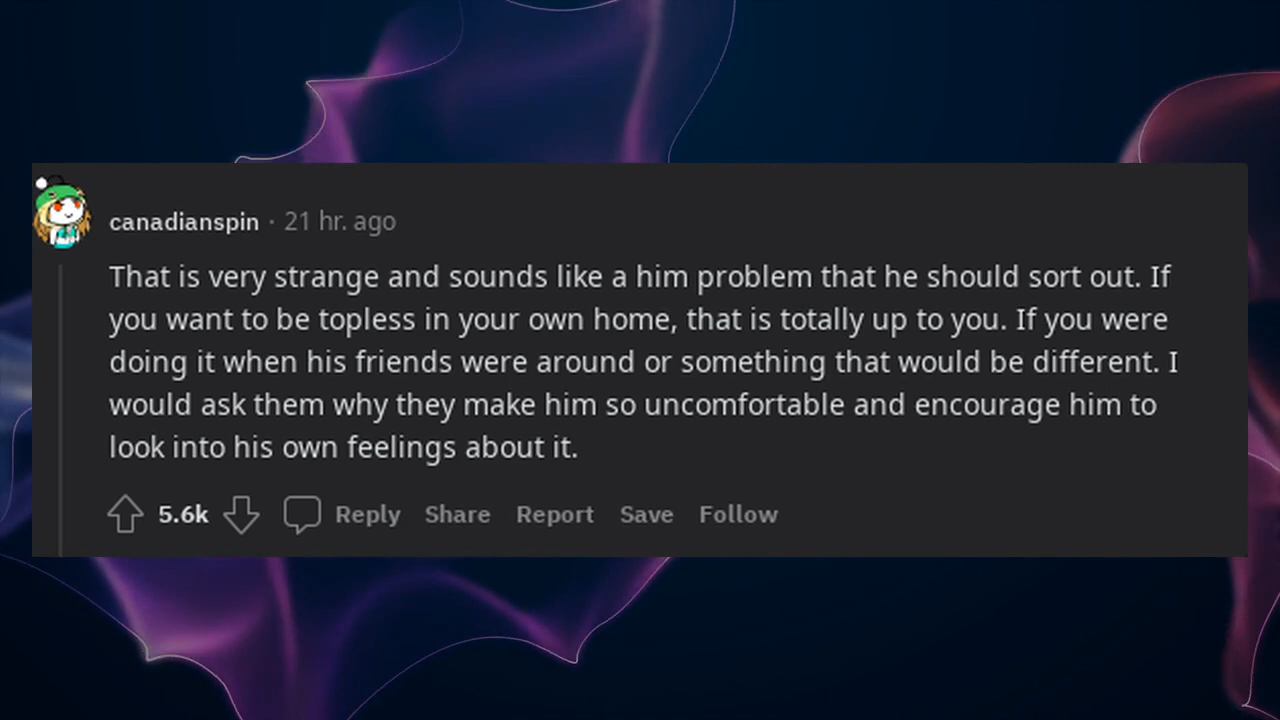 canadianspin · 21 hr. ago
That is very strange and sounds like a him problem that he should sort out. If
you want to be topless in your own home, that is totally up to you. If you were
doing it when his friends were around or something that would be different. I
would ask them why they make him so uncomfortable and encourage him to
look into his own feelings about it.
5.6k Reply Share Report Save Follow